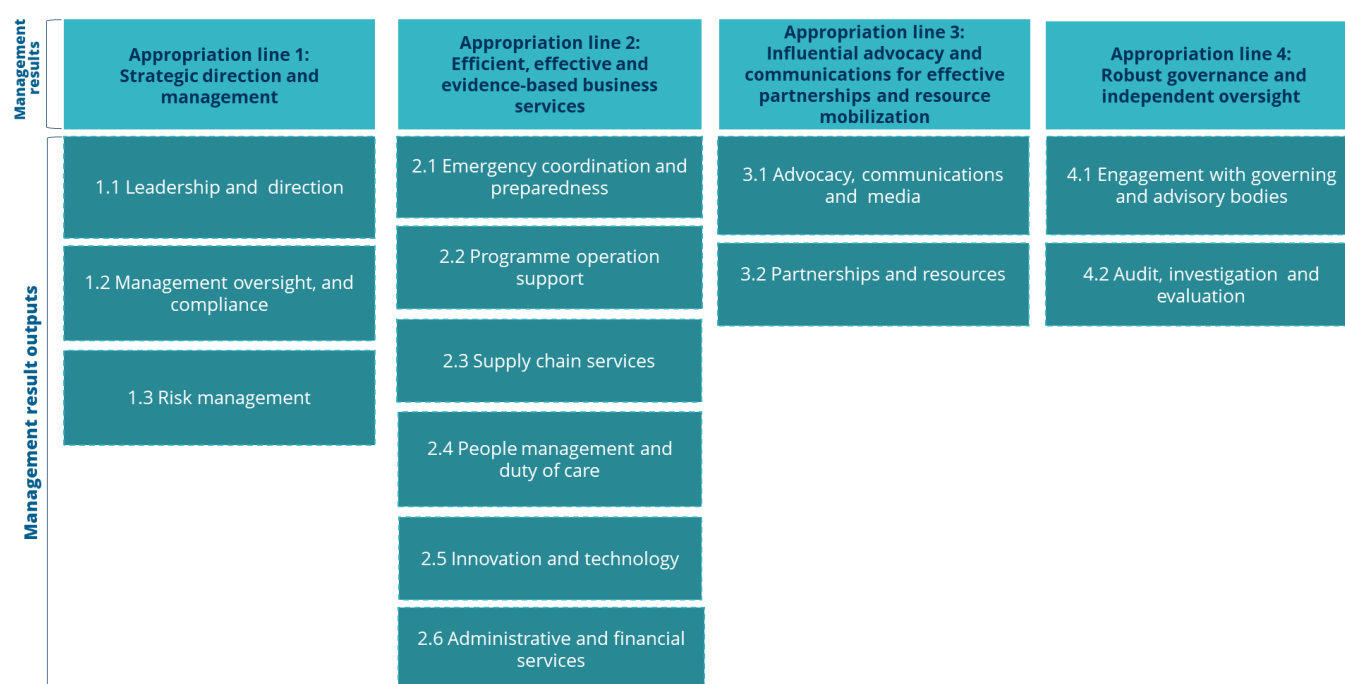 Management
results
Appropriation line 1:
Strategic direction and
management
Appropriation line 2:
Efficient, effective and
evidence-based business
services
Appropriation line 3:
Influential advocacy and
communications for effective
partnerships and resource
mobilization
Appropriation line 4:
Robust governance and
independent oversight
Management result outputs
1.1 Leadership and direction
1.2 Management oversight, and
compliance
1.3 Risk management
2.1 Emergency coordination and
preparedness
2.2 Programme operation
support
2.3 Supply chain services
2.4 People management and
duty of care
2.5 Innovation and technology
2.6 Administrative and financial
services
3.1 Advocacy, communications
and media
3.2 Partnerships and resources
4.1 Engagement with governing
and advisory bodies
4.2 Audit, investigation and
evaluation